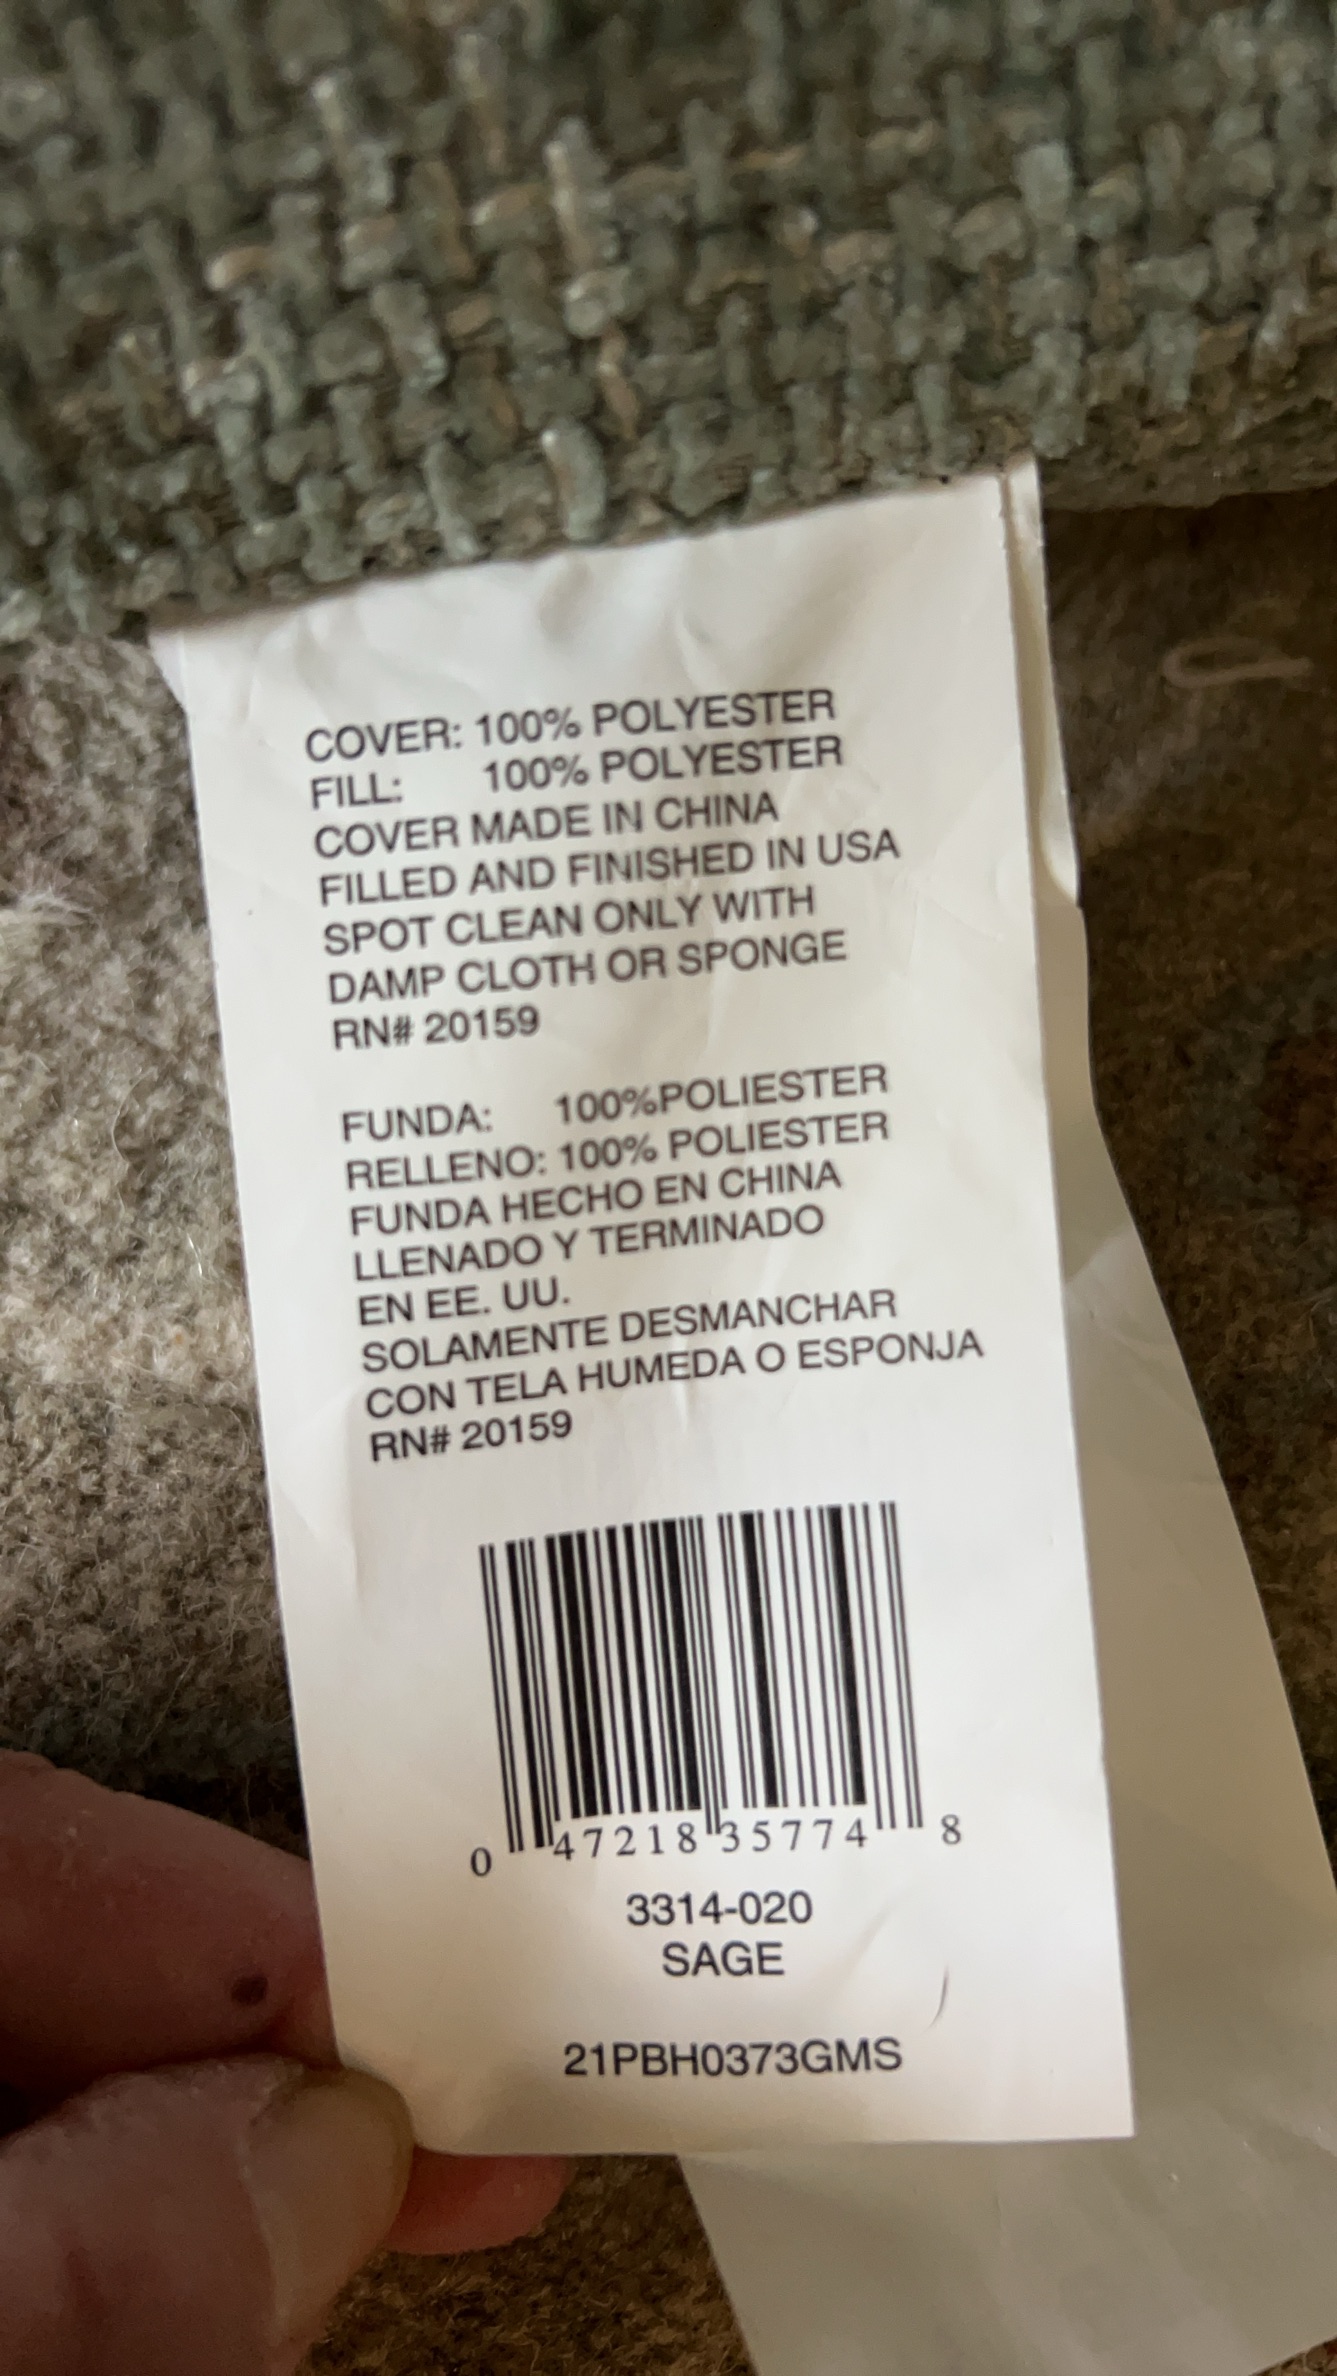 COVER: 100% POLYESTER
FILL: 100% POLYESTER
COVER MADE IN CHINA
FILLED AND FINISHED IN USA
SPOT CLEAN ONLY WITH
DAMP CLOTH OR SPONGE
RN# 20159
FUNDA: 100%POLIESTER
RELLENO: 100% POLIESTER
FUNDA HECHO EN CHINA
LLENADO Y TERMINADO
EN EE. UU.
SOLAMENTE DESMANCHAR
CON TELA HUMEDA O ESPONJA
RN# 20159
0 47218 35774 8
3314-020
SAGE
21PBH0373GMS